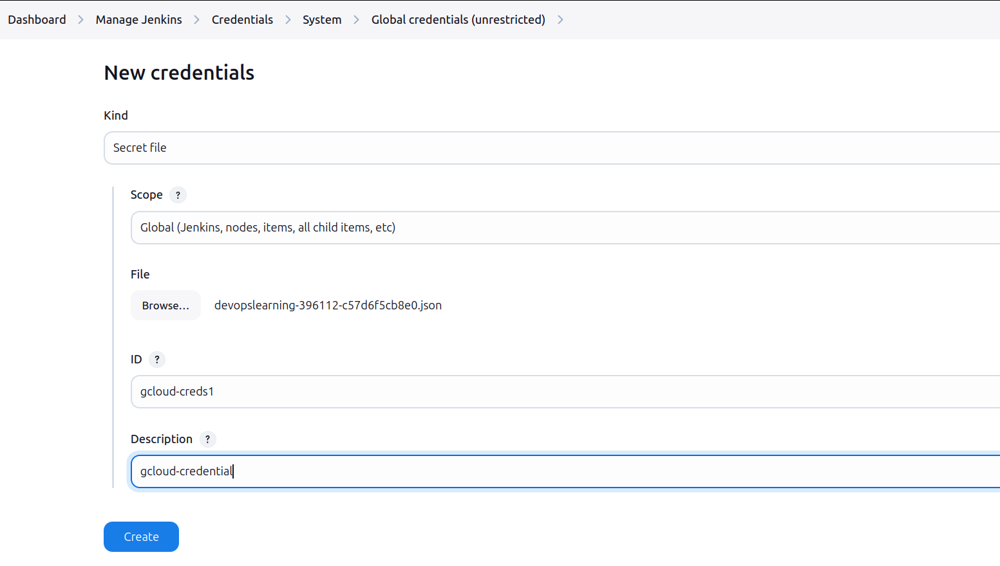 Dashboard > Manage Jenkins > Credentials > System > Global credentials (unrestricted) >
New credentials
Kind
Secret file
Scope ?
Global (Jenkins, nodes, items, all child items, etc)
File
Browse... devopslearning-396112-c57d6f5cb8e0.json
ID ?
gcloud-creds1
Description ?
gcloud-credential
Create